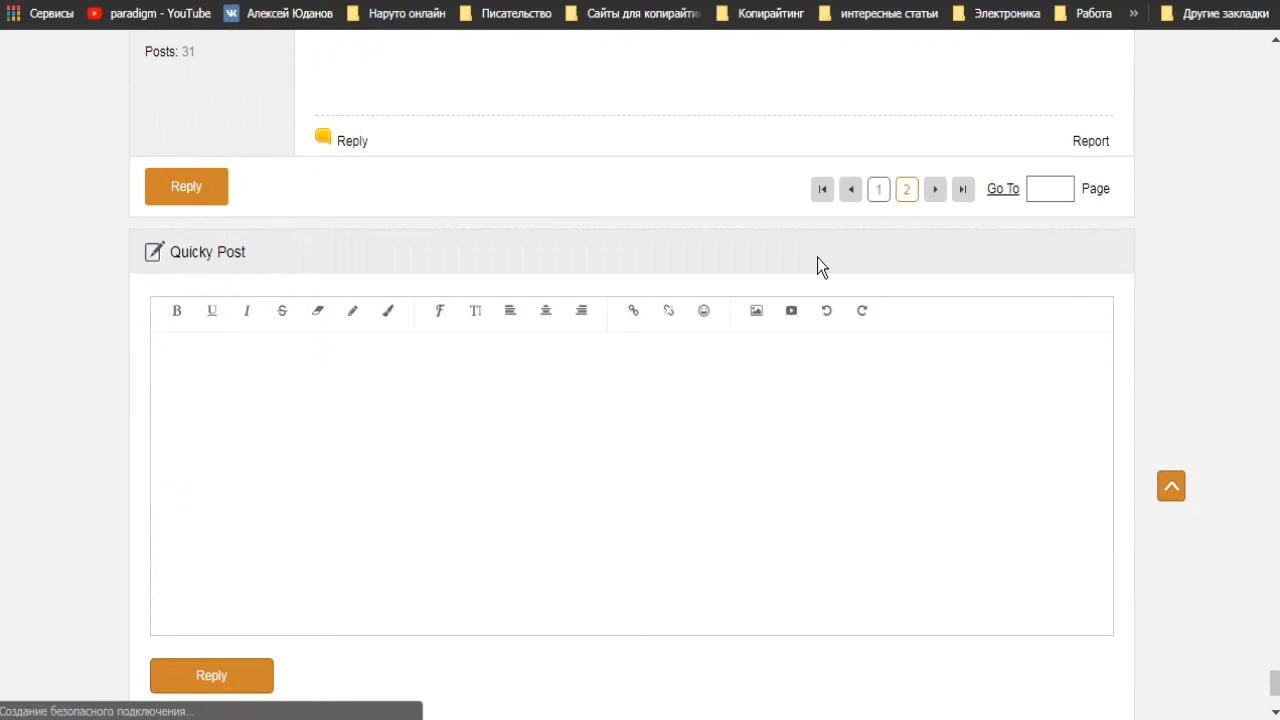 Сервисы paradigm - YouTube Алексей Юданов Наруто онлайн Писательство Сайты для копирайти Копирайтинг интересные статьи Электроника Работа » Другие закладки
Posts: 31
Reply Report
Reply 1 2 Go To Page
Quicky Post
B U I S F T
Reply
Создание безопасного подключения...